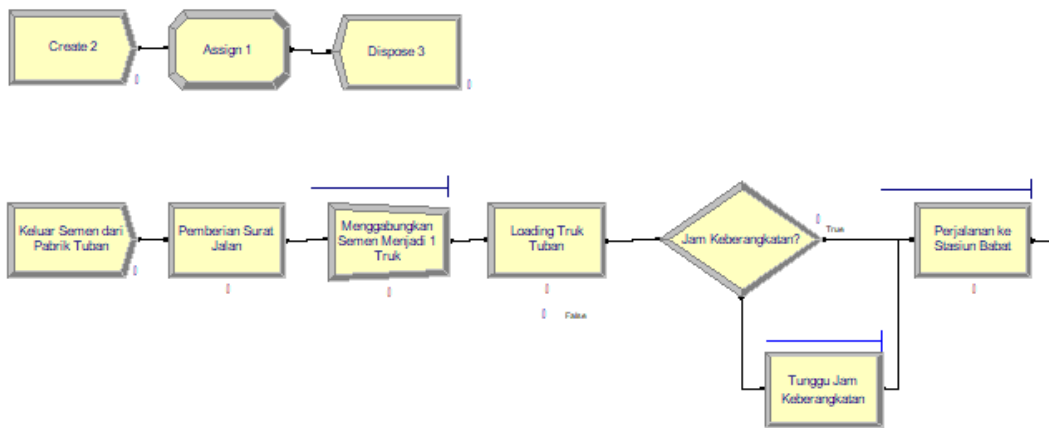 Create 2
Assign 1
Dispose 3
Keluar Semen dari
Pabrik Tuban
Pemberian Surat
Jalan
Menggabungkan
Semen Menjadi 1
Truk
Loading Truk
Tuban
Jam Keberangkatan?
True
Perjalanan ke
Stasiun Babat
False
Tunggu Jam
Keberangkatan